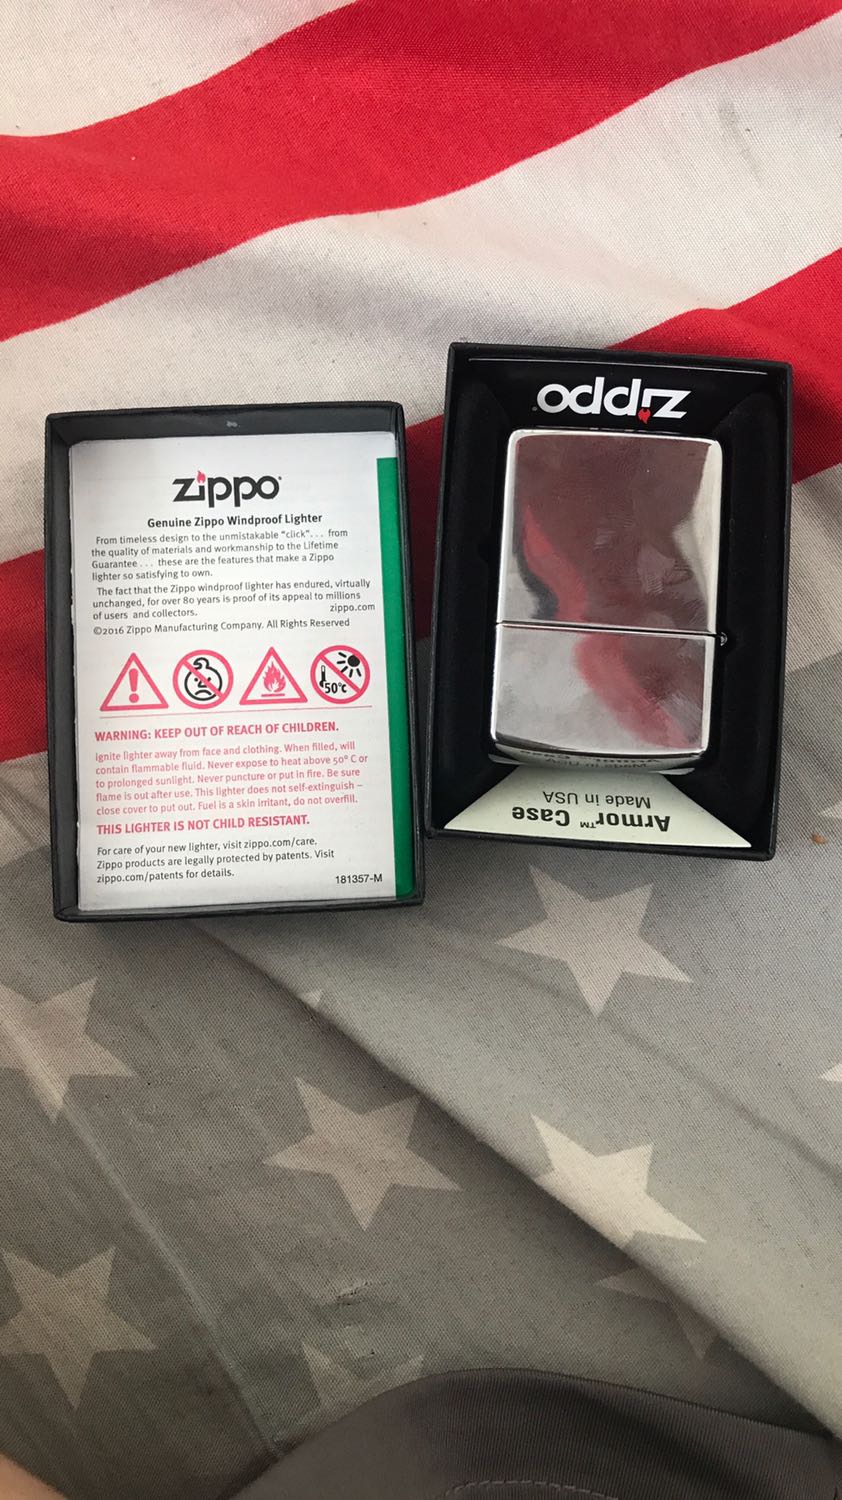 zippo
Genuine Zippo Windproof Lighter
From timeless design to the unmistakable "click". . . from
the quality of materials and workmanship to the Lifetime
Guarantee . . . these are the features that make a Zippo
lighter so satisfying to own.
The fact that the Zippo windproof lighter has endured, virtually
unchanged, for over 80 years is proof of its appeal to millions
of users and collectors.
zippo.com
©2016 Zippo Manufacturing Company. All Rights Reserved
50°C
WARNING: KEEP OUT OF REACH OF CHILDREN.
Ignite lighter away from face and clothing. When filled, will
contain flammable fluid. Never expose to heat above 50° C or
to prolonged sunlight. Never puncture or put in fire. Be sure
flame is out after use. This lighter does not self-extinguish –
close cover to put out. Fuel is a skin irritant, do not overfill.
THIS LIGHTER IS NOT CHILD RESISTANT.
For care of your new lighter, visit zippo.com/care.
Zippo products are legally protected by patents. Visit
zippo.com/patents for details.
181357-M
zippo
Armor™ Case
Made in USA